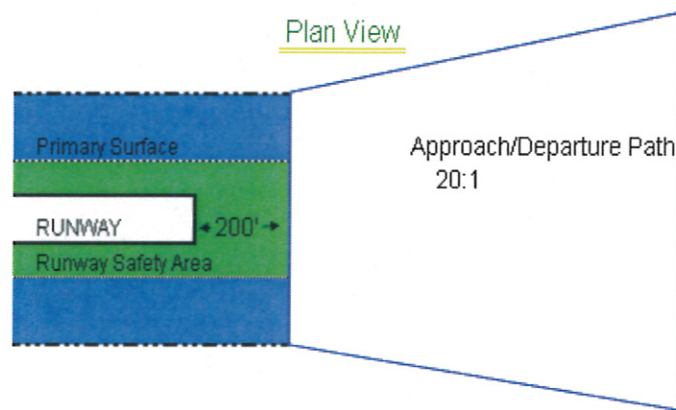 Plan View
Primary Surface
Approach/Departure Path
20:1
RUNWAY
200'
Runway Safety Area